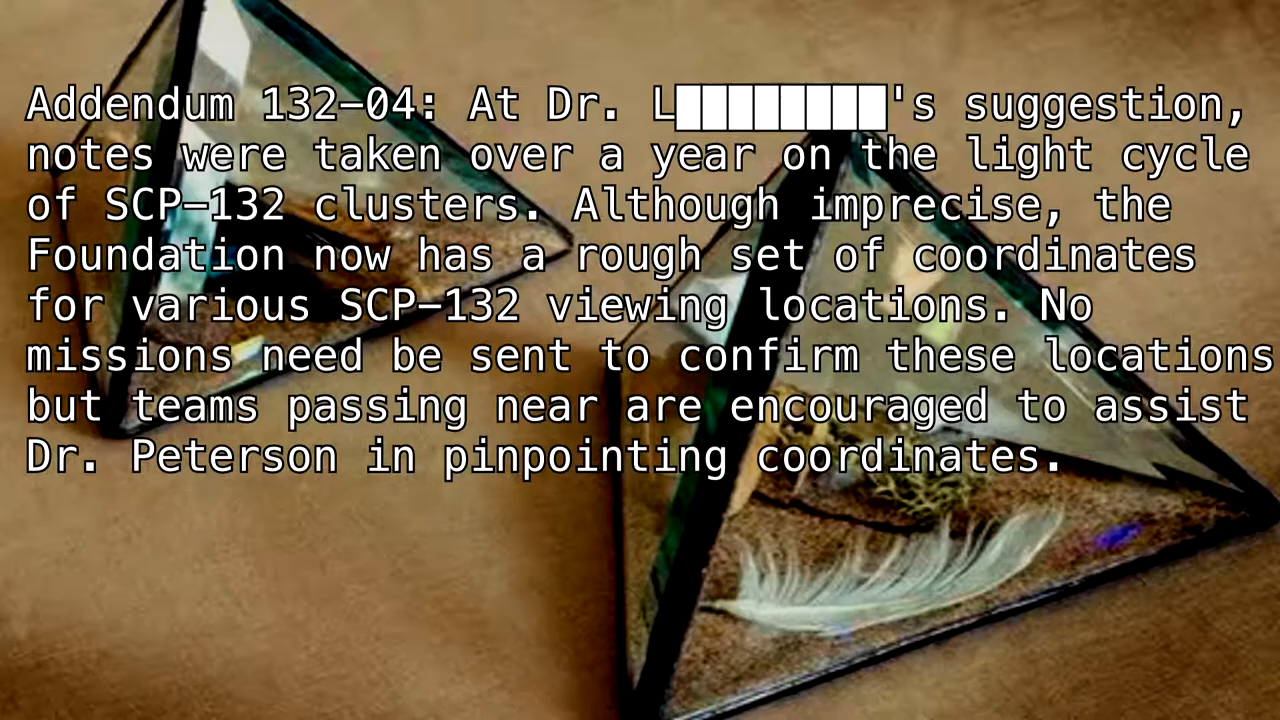 Addendum 132–04: At Dr. L████████'s suggestion,
notes were taken over a year on the light cycle
of SCP–132 clusters. Although imprecise, the
Foundation now has a rough set of coordinates
for various SCP–132 viewing locations. No
missions need be sent to confirm these locations
but teams passing near are encouraged to assist
Dr. Peterson in pinpointing coordinates.